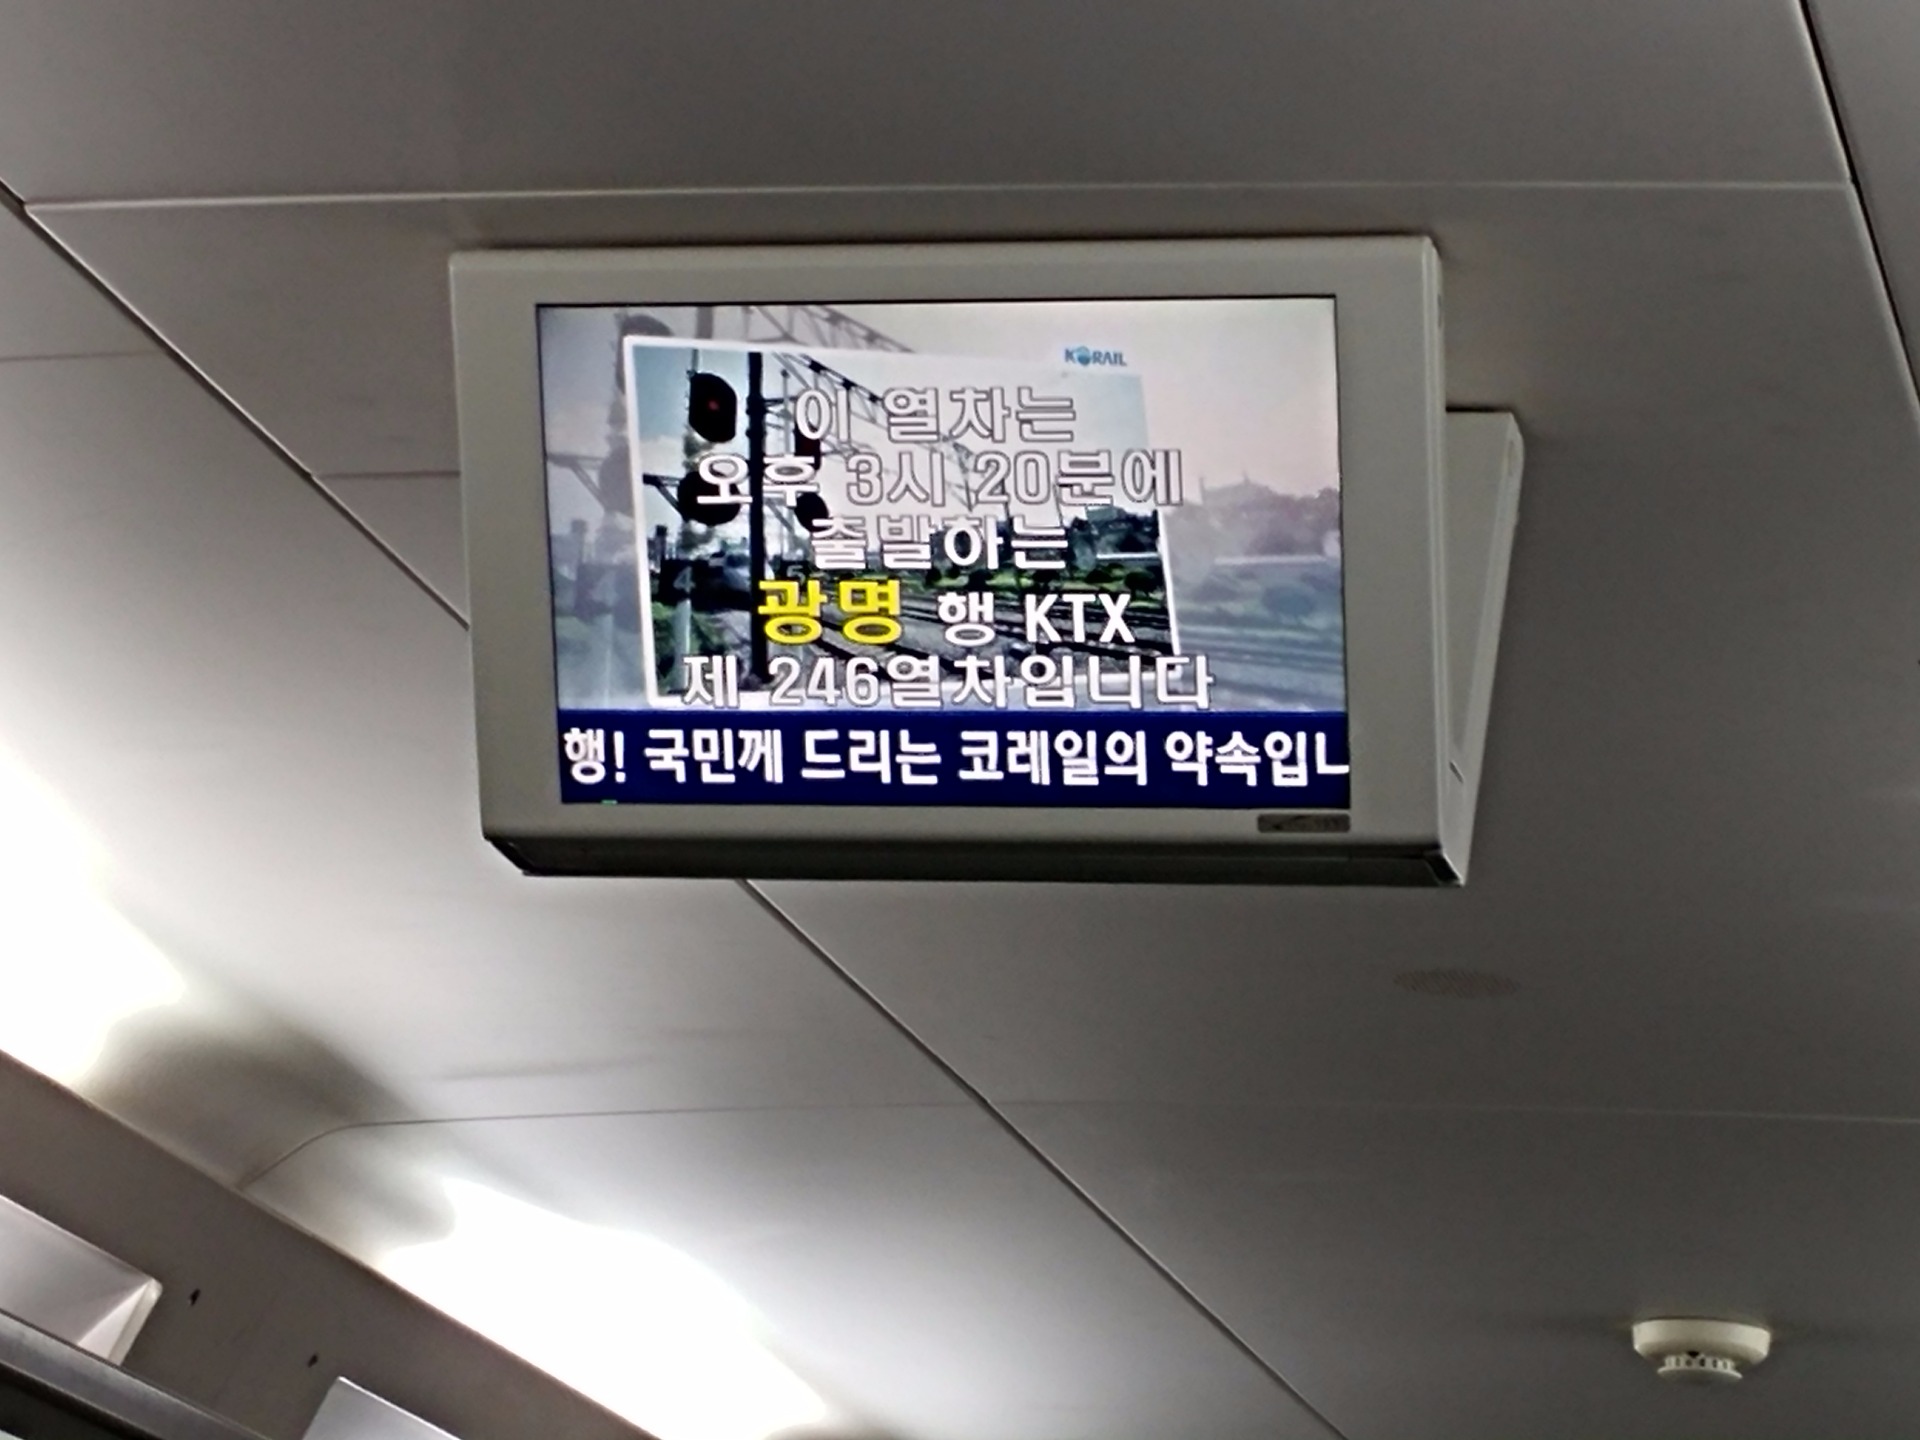 KORAIL
이 열차는
오후 3시 20분에
출발하는
광명 행 KTX
제 246열차입니다
행! 국민께 드리는 코레일의 약속입니